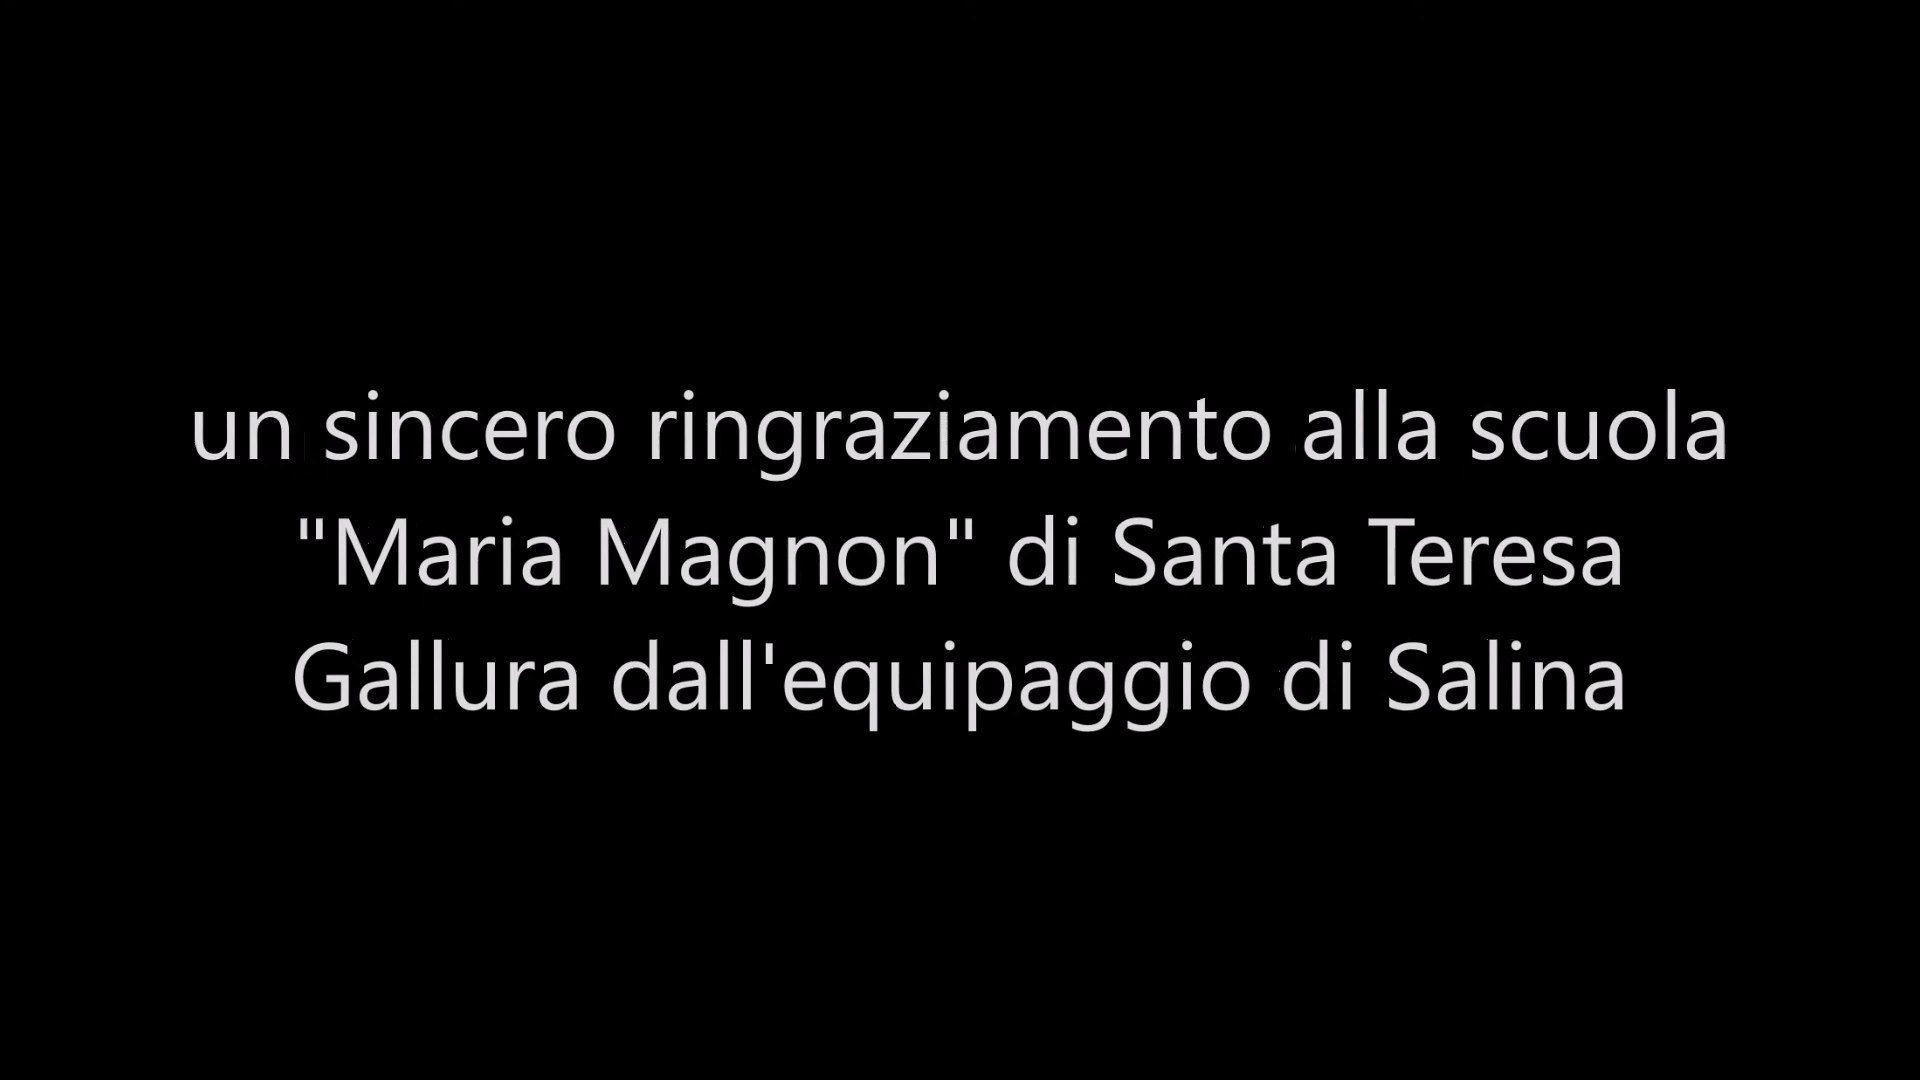 un sincero ringraziamento alla scuola
"Maria Magnon" di Santa Teresa
Gallura dall'equipaggio di Salina